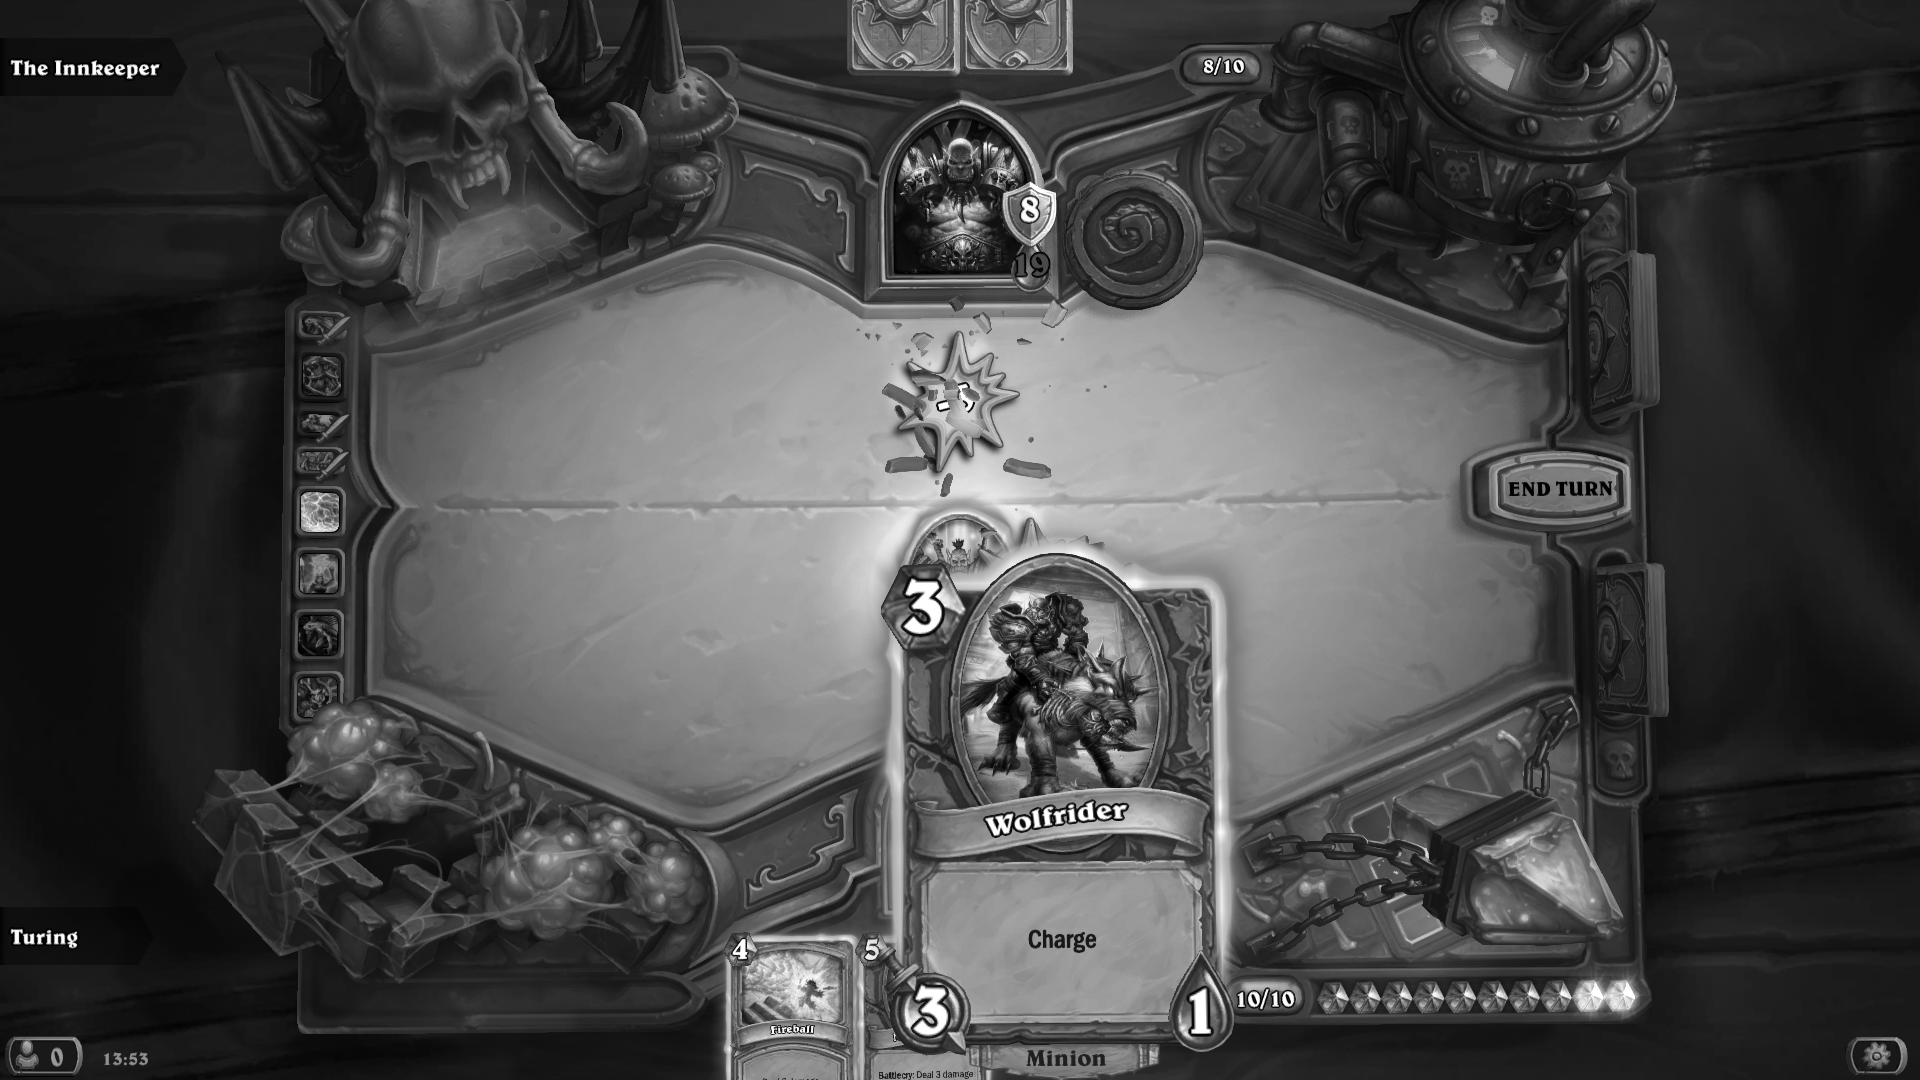 The Innkeeper
8/10
8
19
END TURN
3
Wolfrider
Charge
3
1
Minion
Turing
4
Fireball
5
Battlecry: Deal 3 damage
10/10
0
13:53